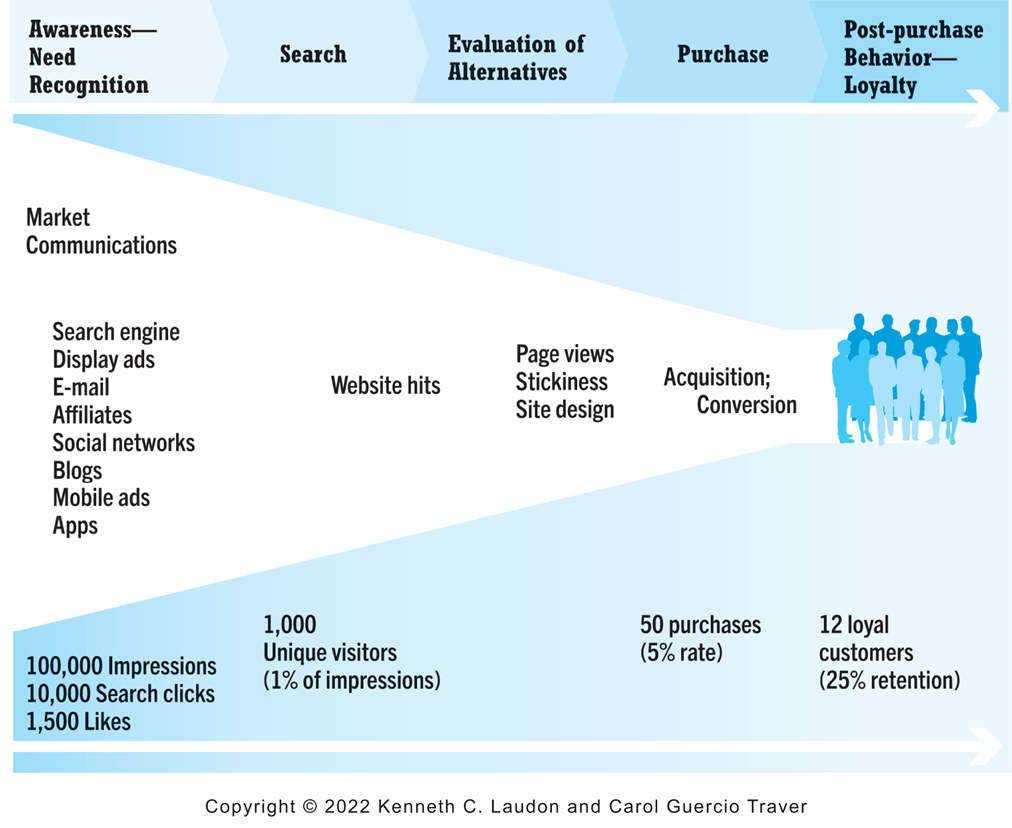 Awareness—
Need
Recognition
Search
Evaluation of
Alternatives
Purchase
Post-purchase
Behavior—
Loyalty
Market
Communications
Search engine
Display ads
E-mail
Affiliates
Social networks
Blogs
Mobile ads
Apps
Website hits
Page views
Stickiness
Site design
Acquisition;
Conversion
100,000 Impressions
10,000 Search clicks
1,500 Likes
1,000
Unique visitors
(1% of impressions)
50 purchases
(5% rate)
12 loyal
customers
(25% retention)
Copyright © 2022 Kenneth C. Laudon and Carol Guercio Traver